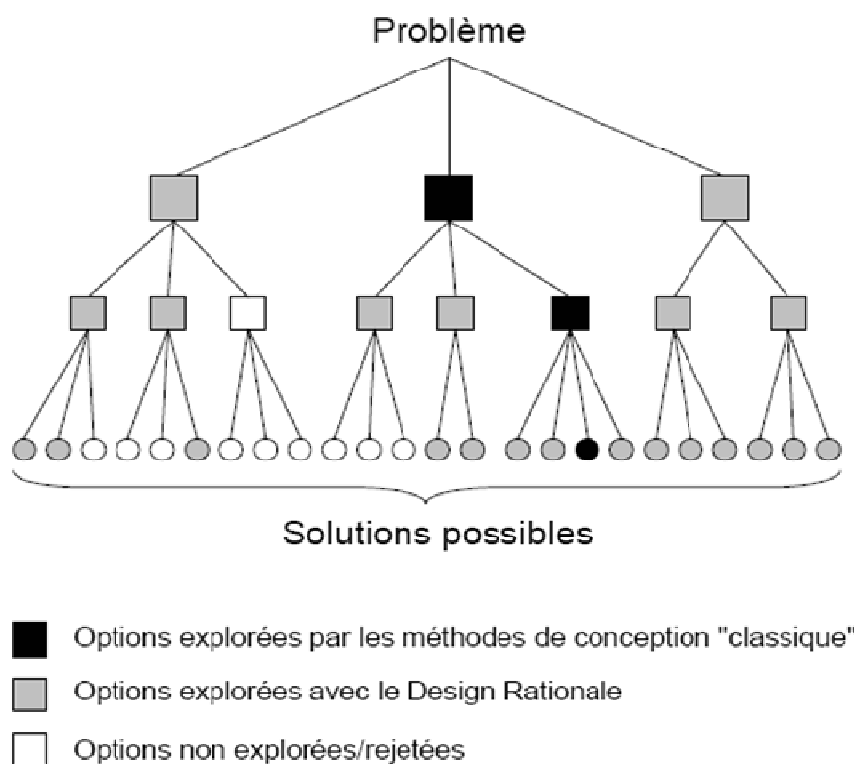 Problème
Solutions possibles
Options explorées par les méthodes de conception "classique"
Options explorées avec le Design Rationale
Options non explorées/rejetées